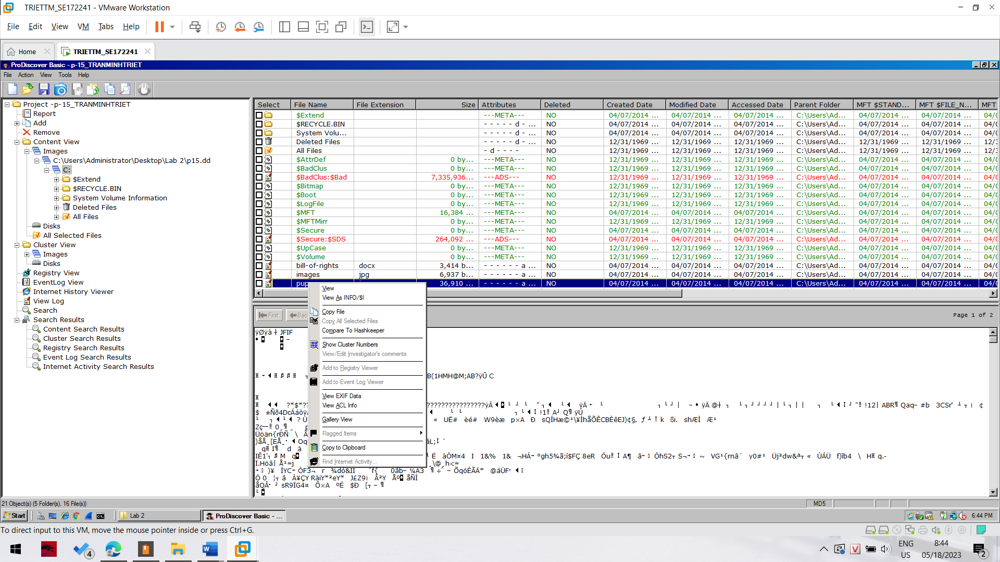 TRIETTM_SE172241 - VMware Workstation
File Edit View VM Tabs Help
Home TRIETTM_SE172241
ProDiscover Basic - p-15_TRANMINHTRIET
File Action View Tools Help
Project -p-15_TRANMINHTRIET
Report
Add
Remove
Content View
Images
C:\Users\Administrator\Desktop\Lab 2\p15.dd
C:
$Extend
$RECYCLE.BIN
System Volume Information
Deleted Files
All Files
Disks
All Selected Files
Cluster View
Images
Disks
Registry View
EventLog View
Internet History Viewer
View Log
Search
Search Results
Content Search Results
Cluster Search Results
Registry Search Results
Event Log Search Results
Internet Activity Search Results
Select File Name File Extension Size Attributes Deleted Created Date Modified Date Accessed Date Parent Folder MFT $STAND... MFT $FILE_N... MFT
$Extend ---META--- NO 04/07/2014 ... 04/07/2014 ... 04/07/2014 ... C:\Users\Ad... 04/07/2014 ... 04/07/2014 ... 04/0
$RECYCLE.BIN - - - - - d - ... NO 04/07/2014 ... 04/07/2014 ... 04/07/2014 ... C:\Users\Ad... 04/07/2014 ... 04/07/2014 ... 04/0
System Volu... - - - - - d - ... NO 04/07/2014 ... 04/07/2014 ... 04/07/2014 ... C:\Users\Ad... 04/07/2014 ... 04/07/2014 ... 04/0
Deleted Files - - - - - d - ... NO 12/31/1969 ... 12/31/1969 ... 12/31/1969 ... C:\Users\Ad... 12/31/1969 ... 12/31/1969 ... 12/3
All Files - d - - - - NO 12/31/1969 ... 12/31/1969 ... 12/31/1969 ... C:\Users\Ad... 12/31/1969 ... 12/31/1969 ... 12/3
$AttrDef 0 by... ---META--- NO 12/31/1969 ... 12/31/1969 ... 12/31/1969 ... C:\Users\Ad... 04/07/2014 ... 04/07/2014 ... 04/0
$BadClus 0 by... ---META--- NO 12/31/1969 ... 12/31/1969 ... 12/31/1969 ... C:\Users\Ad... 04/07/2014 ... 04/07/2014 ... 04/0
$BadClus:$Bad 7,335,936... ---ADS--- NO 12/31/1969 ... 12/31/1969 ... 12/31/1969 ... C:\Users\Ad... 04/07/2014 ... 04/07/2014 ... 04/0
$Bitmap 0 by... ---META--- NO 12/31/1969 ... 12/31/1969 ... 12/31/1969 ... C:\Users\Ad... 04/07/2014 ... 04/07/2014 ... 04/0
$Boot 0 by... ---META--- NO 12/31/1969 ... 12/31/1969 ... 12/31/1969 ... C:\Users\Ad... 04/07/2014 ... 04/07/2014 ... 04/0
$LogFile 0 by... ---META--- NO 12/31/1969 ... 12/31/1969 ... 12/31/1969 ... C:\Users\Ad... 04/07/2014 ... 04/07/2014 ... 04/0
$MFT 16,384 ... ---META--- NO 04/07/2014 ... 04/07/2014 ... 04/07/2014 ... C:\Users\Ad... 04/07/2014 ... 04/07/2014 ... 04/0
$MFTMirr 0 by... ---META--- NO 12/31/1969 ... 12/31/1969 ... 12/31/1969 ... C:\Users\Ad... 04/07/2014 ... 04/07/2014 ... 04/0
$Secure 0 by... ---META--- NO 04/07/2014 ... 04/07/2014 ... 04/07/2014 ... C:\Users\Ad... 04/07/2014 ... 04/07/2014 ... 04/0
$Secure:$SDS 264,092 ... ---ADS--- NO 04/07/2014 ... 04/07/2014 ... 04/07/2014 ... C:\Users\Ad... 04/07/2014 ... 04/07/2014 ... 04/0
$UpCase 0 by... ---META--- NO 12/31/1969 ... 12/31/1969 ... 12/31/1969 ... C:\Users\Ad... 04/07/2014 ... 04/07/2014 ... 04/0
$Volume 0 by... ---META--- NO 12/31/1969 ... 12/31/1969 ... 12/31/1969 ... C:\Users\Ad... 04/07/2014 ... 04/07/2014 ... 04/0
bill-of-rights docx 3,414 b... - - - - - - a ... NO 04/07/2014 ... 04/07/2014 ... 04/07/2014 ... C:\Users\Ad... 04/07/2014 ... 04/07/2014 ... 04/0
images jpg 6,937 b... - - - - - - a ... NO 04/07/2014 ... 04/07/2014 ... 04/07/2014 ... C:\Users\Ad... 04/07/2014 ... 04/07/2014 ... 04/0
pup 36,910 ... - - - - - - a ... NO 04/07/2014 ... 04/07/2014 ... 04/07/2014 ... C:\Users\Ad... 04/07/2014 ... 04/07/2014 ... 04/0
View
View As INFO/$I
Copy File
Copy All Selected Files
Compare To Hashkeeper
Show Cluster Numbers
View/Edit Investigator's comments
Add to Registry Viewer
Add to Event Log Viewer
View EXIF Data
View ACL Info
Gallery View
Flagged Items
Copy to Clipboard
Find Internet Activity...
First Bac Page 1 of 2
ÿØÿà JFIF
B(1HMH@M;AB?ÿÛ C
21 Object(s) (5 Folder(s), 16 File(s)) MD5
Start Lab 2 ProDiscover Basic - ... 6:44 PM
To direct input to this VM, move the mouse pointer inside or press Ctrl+G.
4 ENG US 8:44 05/18/2023 2